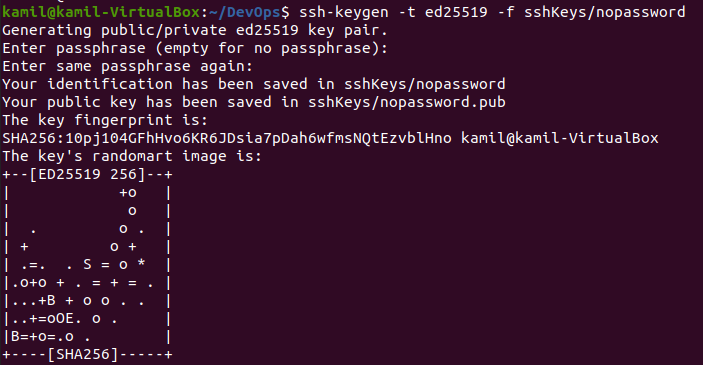 kamil@kamil-VirtualBox:~/DevOps$ ssh-keygen -t ed25519 -f sshKeys/nopassword
Generating public/private ed25519 key pair.
Enter passphrase (empty for no passphrase):
Enter same passphrase again:
Your identification has been saved in sshKeys/nopassword
Your public key has been saved in sshKeys/nopassword.pub
The key fingerprint is:
SHA256:10pj104GFhHvo6KR6JDsia7pDah6wfmsNQtEzvblHno kamil@kamil-VirtualBox
The key's randomart image is:
+--[ED25519 256]--+
|             +o   |
|              o   |
|  .          o .  |
| +          o +   |
| .=.  . S = o *  |
|.o+o + . = + = . |
|...+B + o o . .  |
|..+=oOE. o .     |
|B=+o=.o .        |
+----[SHA256]-----+